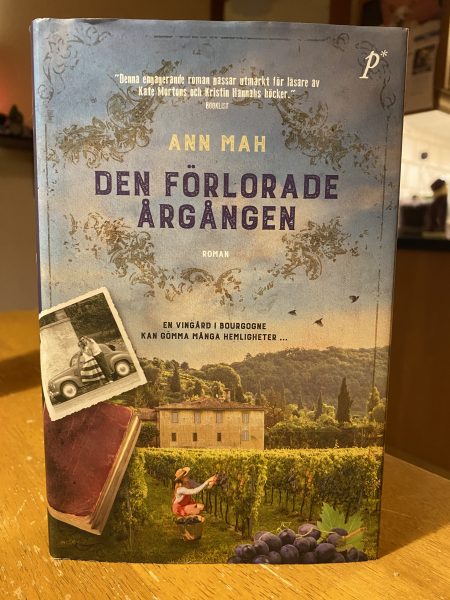 P*
"Denna engagerande roman passar utmärkt för läsare av
Kate Mortons och Kristin Hannahs böcker."
BOOKLIST
ANN MAH
DEN FÖRLORADE
ÅRGÅNGEN
ROMAN
EN VINGÅRD I BOURGOGNE
KAN GÖMMA MÅNGA HEMLIGHETER ...